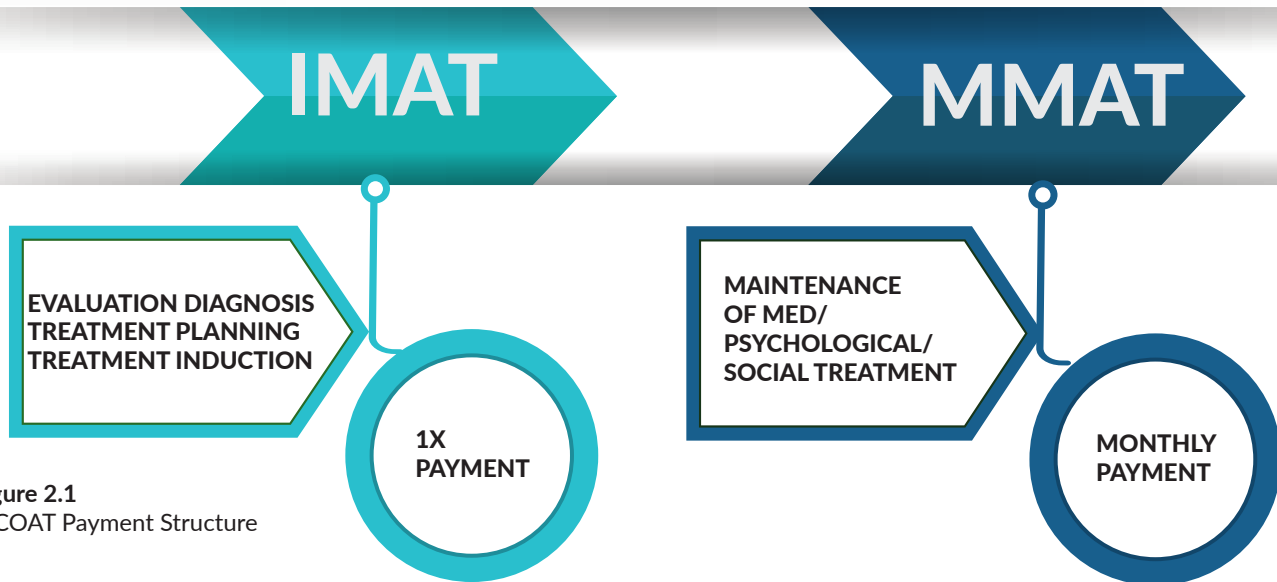 IMAT
MMAT
EVALUATION DIAGNOSIS
TREATMENT PLANNING
TREATMENT INDUCTION
1X
PAYMENT
MAINTENANCE
OF MED/
PSYCHOLOGICAL/
SOCIAL TREATMENT
MONTHLY
PAYMENT
gure 2.1
COAT Payment Structure